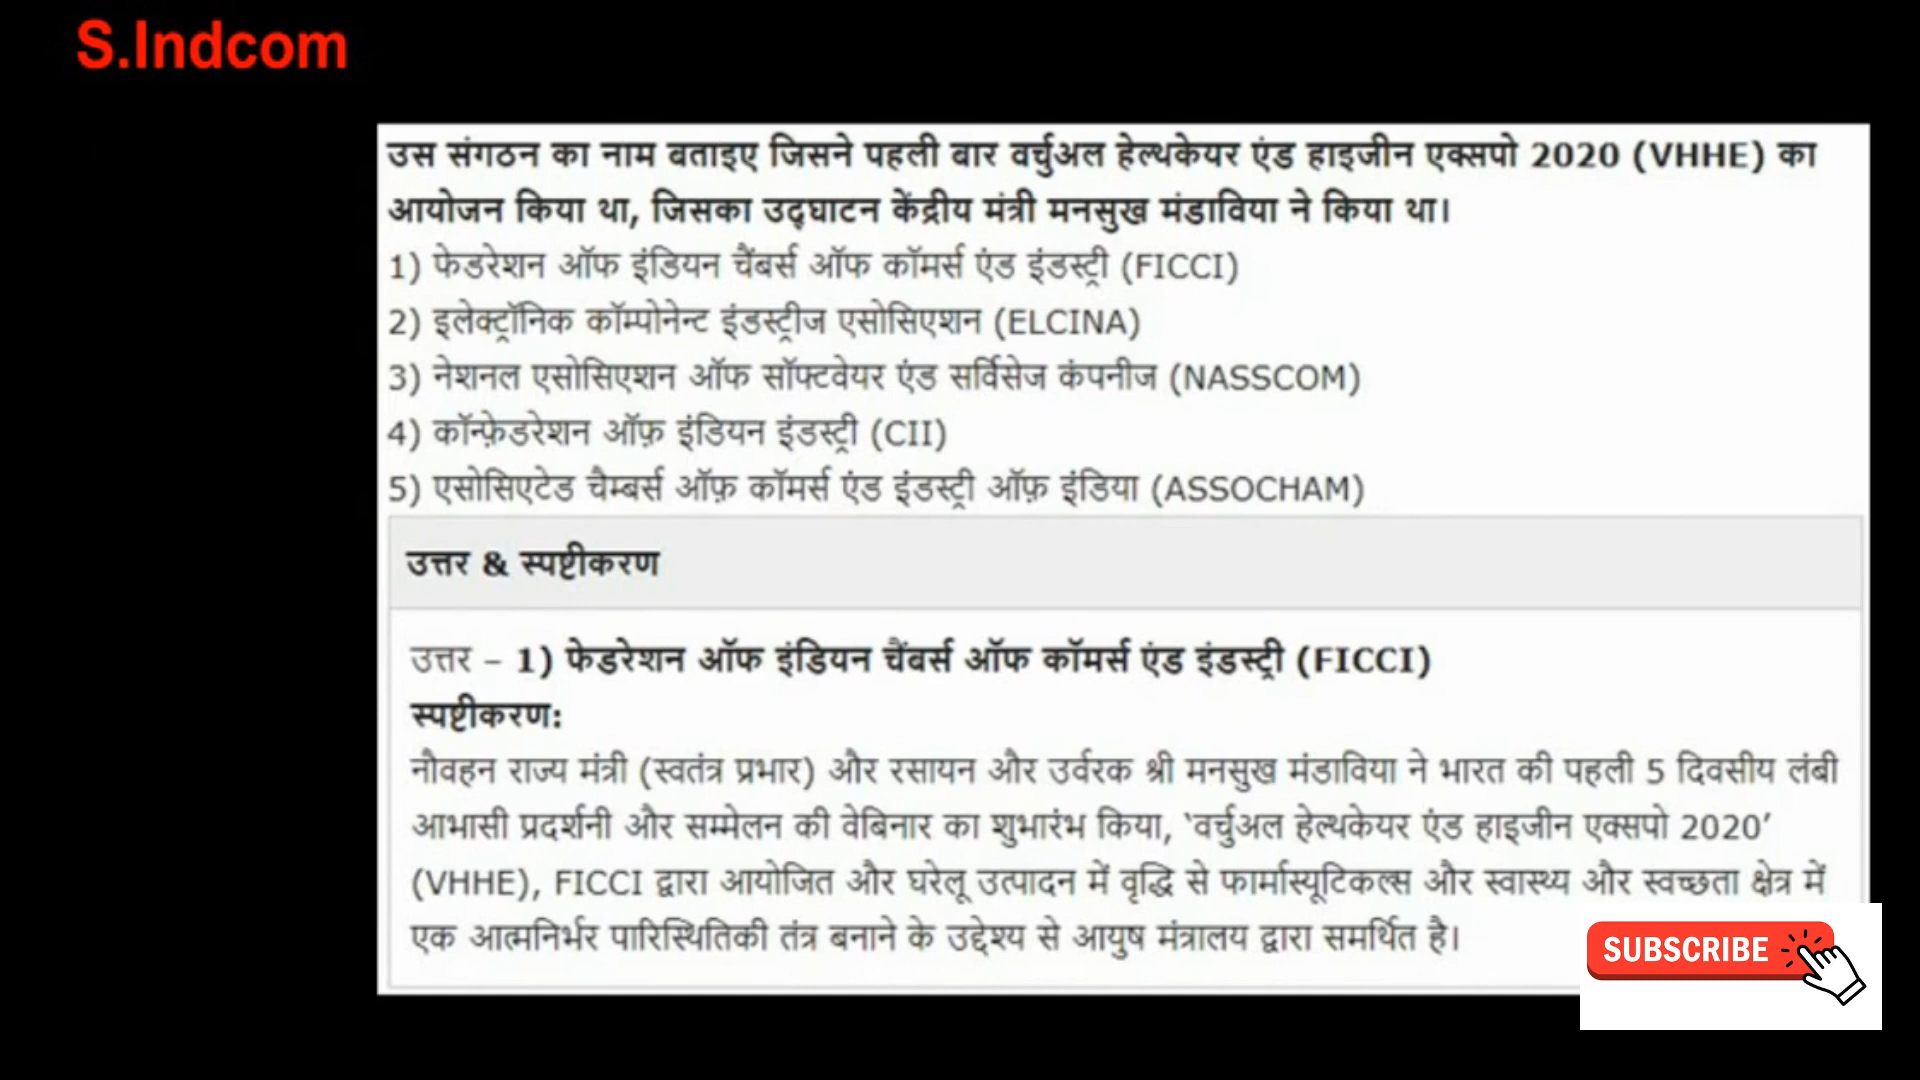 S.Indcom
उस संगठन का नाम बताइए जिसने पहली बार वर्चुअल हेल्थकेयर एंड हाइजीन एक्सपो 2020 (VHHE) का
आयोजन किया था, जिसका उद्घाटन केंद्रीय मंत्री मनसुख मंडाविया ने किया था।
1) फेडरेशन ऑफ इंडियन चैंबर्स ऑफ कॉमर्स एंड इंडस्ट्री (FICCI)
2) इलेक्ट्रॉनिक कॉम्पोनेन्ट इंडस्ट्रीज एसोसिएशन (ELCINA)
3) नेशनल एसोसिएशन ऑफ सॉफ्टवेयर एंड सर्विसेज कंपनीज (NASSCOM)
4) कॉन्फ़ेडरेशन ऑफ़ इंडियन इंडस्ट्री (CII)
5) एसोसिएटेड चैम्बर्स ऑफ़ कॉमर्स एंड इंडस्ट्री ऑफ़ इंडिया (ASSOCHAM)
उत्तर & स्पष्टीकरण
उत्तर – 1) फेडरेशन ऑफ इंडियन चैंबर्स ऑफ कॉमर्स एंड इंडस्ट्री (FICCI)
स्पष्टीकरण:
नौवहन राज्य मंत्री (स्वतंत्र प्रभार) और रसायन और उर्वरक श्री मनसुख मंडाविया ने भारत की पहली 5 दिवसीय लंबी
आभासी प्रदर्शनी और सम्मेलन की वेबिनार का शुभारंभ किया, ‘वर्चुअल हेल्थकेयर एंड हाइजीन एक्सपो 2020’
(VHHE), FICCI द्वारा आयोजित और घरेलू उत्पादन में वृद्धि से फार्मास्यूटिकल्स और स्वास्थ्य और स्वच्छता क्षेत्र में
एक आत्मनिर्भर पारिस्थितिकी तंत्र बनाने के उद्देश्य से आयुष मंत्रालय द्वारा समर्थित है।
SUBSCRIBE